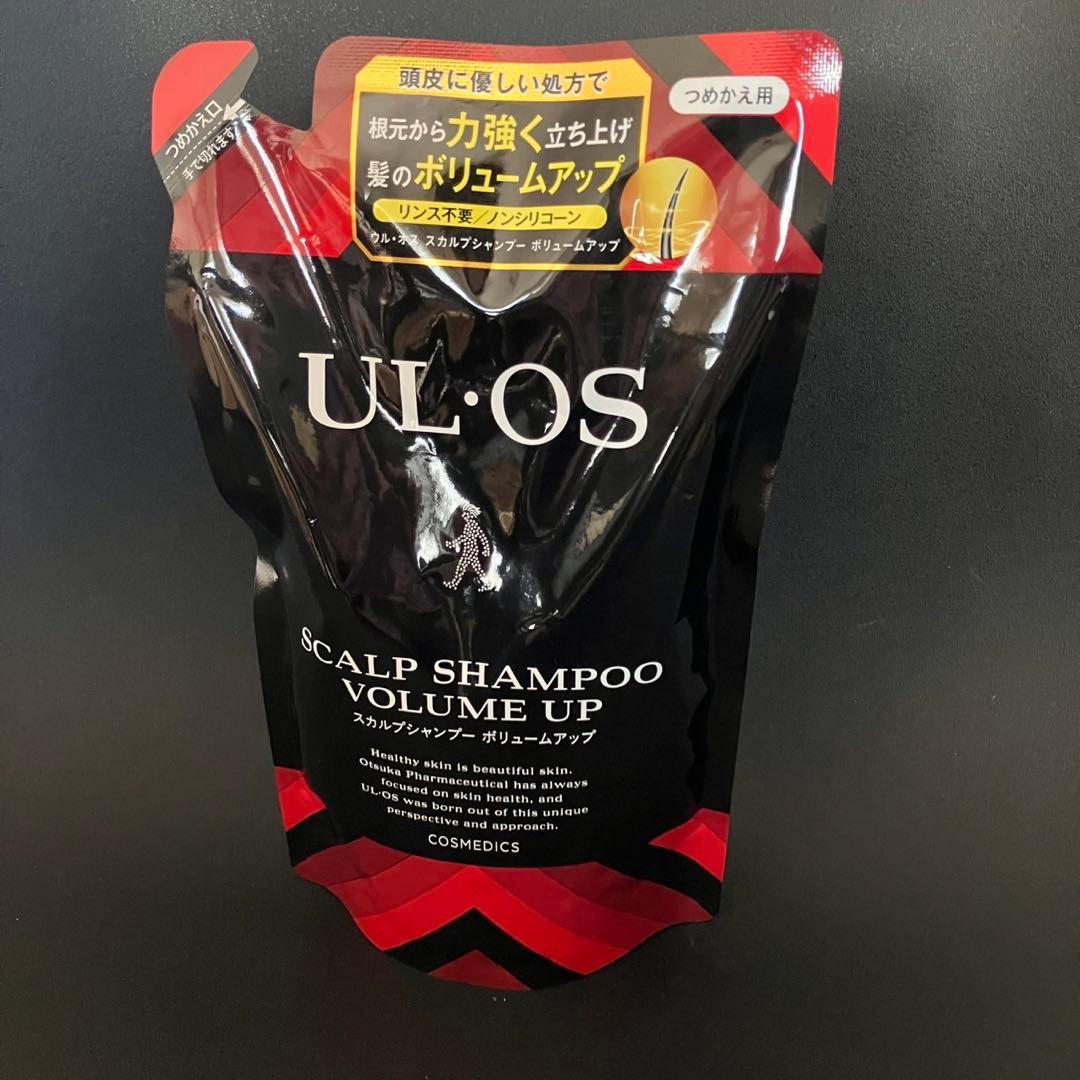 つめかえ口
手で切れます
頭皮に優しい処方で
根元から力強く立ち上げ
髪のボリュームアップ
リンス不要/ノンシリコーン
ウル・オス スカルプシャンプー ボリュームアップ
つめかえ用
UL・OS
SCALP SHAMPOO
VOLUME UP
スカルプシャンプー ボリュームアップ
Healthy skin is beautiful skin.
Otsuka Pharmaceutical has always
focused on skin health, and
UL・OS was born out of this unique
perspective and approach.
COSMEDICS